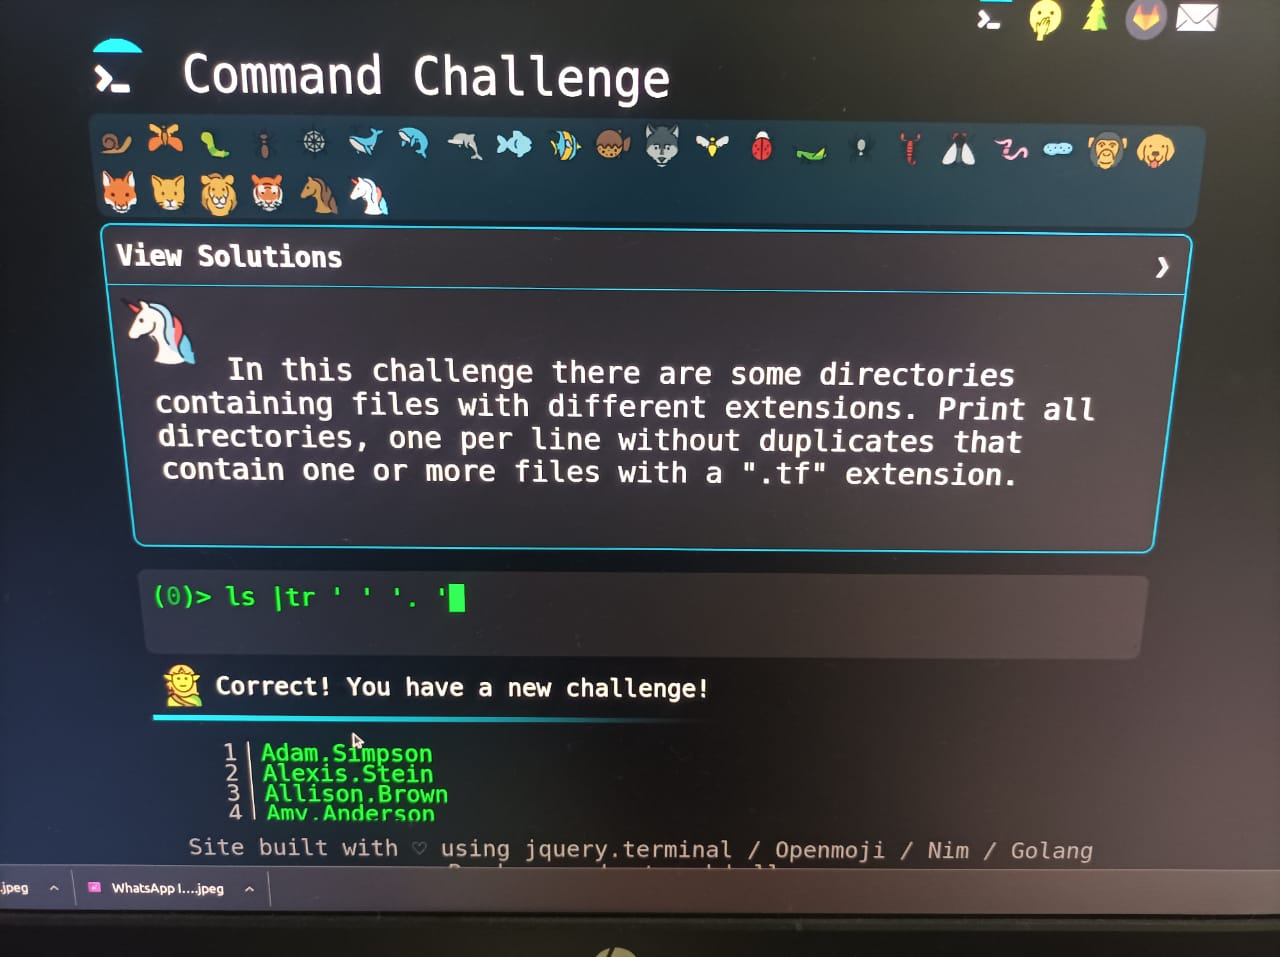 Command Challenge
View Solutions
In this challenge there are some directories
containing files with different extensions. Print all
directories, one per line without duplicates that
contain one or more files with a ".tf" extension.
(0)> ls |tr ' ' '. '
Correct! You have a new challenge!
1 Adam.Simpson
2 Alexis.Stein
3 Allison.Brown
4 Amy.Anderson
Site built with ♡ using jquery.terminal / Openmoji / Nim / Golang
.jpeg
WhatsApp I....jpeg